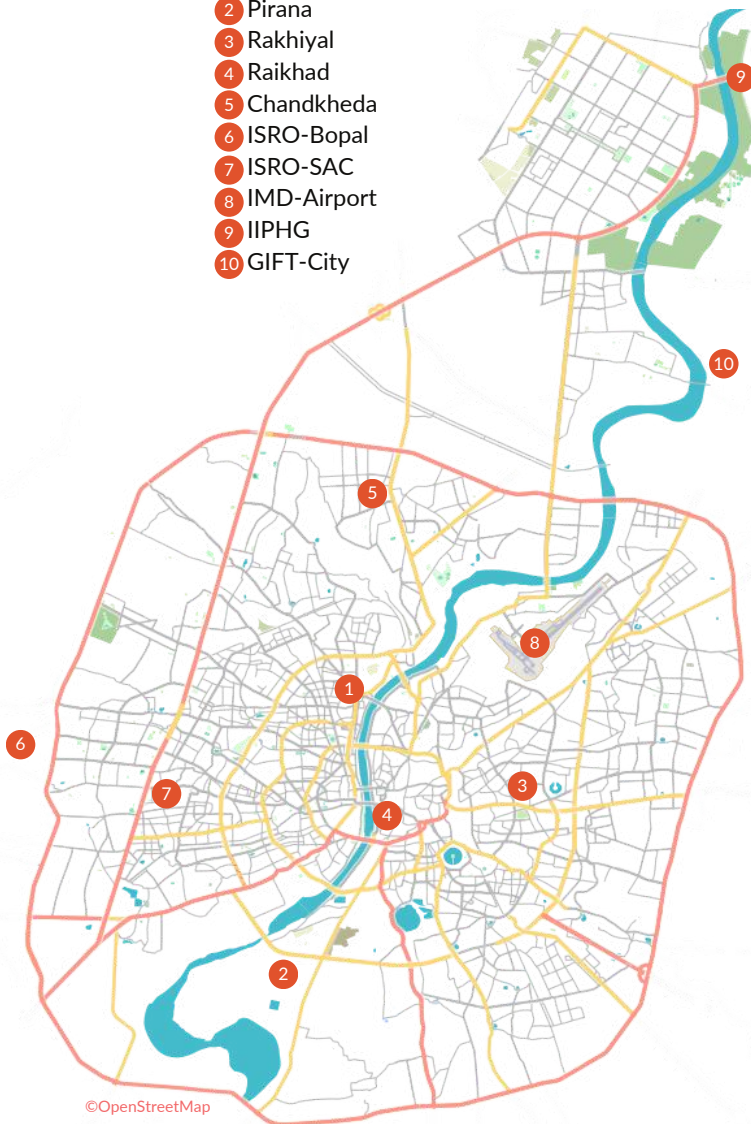 2 Pirana
3 Rakhiyal
4 Raikhad
5 Chandkheda
6 ISRO-Bopal
7 ISRO-SAC
8 IMD-Airport
9 IIPHG
10 GIFT-City
9
10
5
8
1
6
7
3
4
2
©OpenStreetMap